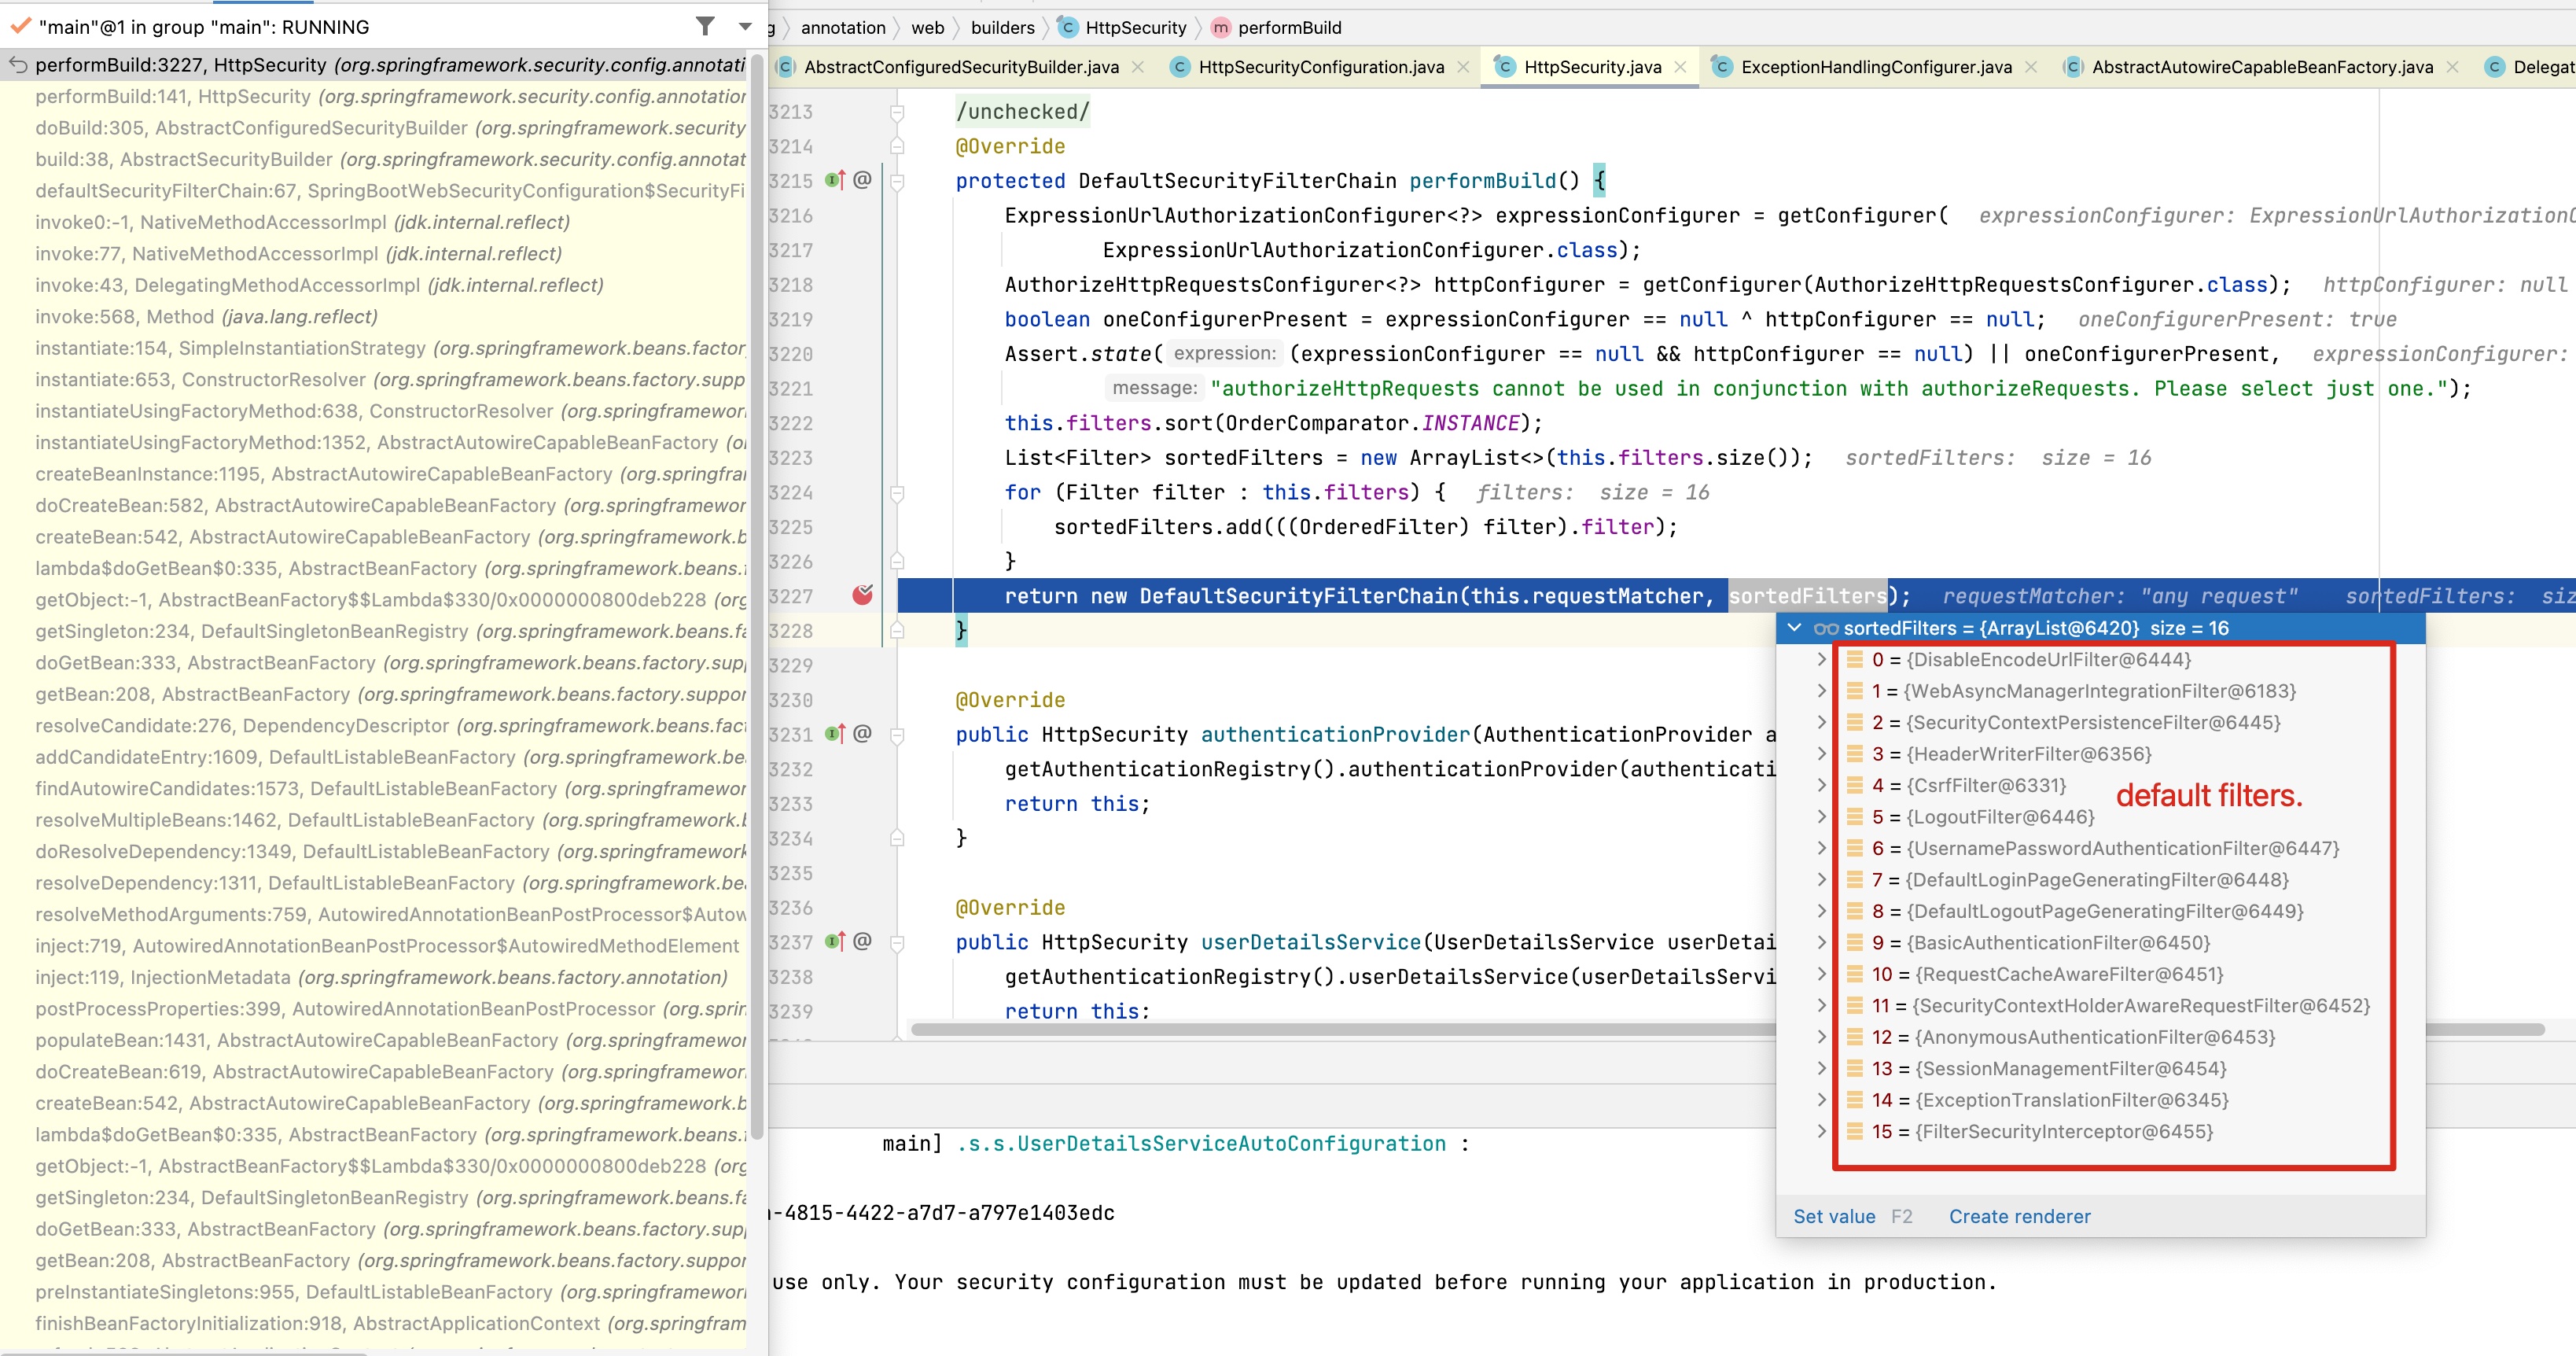 "main"@1 in group "main": RUNNING
performBuild:3227, HttpSecurity (org.springframework.security.config.annotati
performBuild:141, HttpSecurity (org.springframework.security.config.annotation
doBuild:305, AbstractConfiguredSecurityBuilder (org.springframework.security
build:38, AbstractSecurityBuilder (org.springframework.security.config.annotat
defaultSecurityFilterChain:67, SpringBootWebSecurityConfiguration$SecurityFi
invoke0:-1, NativeMethodAccessorImpl (jdk.internal.reflect)
invoke:77, NativeMethodAccessorImpl (jdk.internal.reflect)
invoke:43, DelegatingMethodAccessorImpl (jdk.internal.reflect)
invoke:568, Method (java.lang.reflect)
instantiate:154, SimpleInstantiationStrategy (org.springframework.beans.factor
instantiate:653, ConstructorResolver (org.springframework.beans.factory.supp
instantiateUsingFactoryMethod:638, ConstructorResolver (org.springframewor
instantiateUsingFactoryMethod:1352, AbstractAutowireCapableBeanFactory (o
createBeanInstance:1195, AbstractAutowireCapableBeanFactory (org.springfra
doCreateBean:582, AbstractAutowireCapableBeanFactory (org.springframewor
createBean:542, AbstractAutowireCapableBeanFactory (org.springframework.b
lambda$doGetBean$0:335, AbstractBeanFactory (org.springframework.beans.
getObject:-1, AbstractBeanFactory$$Lambda$330/0x0000000800deb228 (org
getSingleton:234, DefaultSingletonBeanRegistry (org.springframework.beans.fa
doGetBean:333, AbstractBeanFactory (org.springframework.beans.factory.sup
getBean:208, AbstractBeanFactory (org.springframework.beans.factory.suppor
resolveCandidate:276, DependencyDescriptor (org.springframework.beans.fact
addCandidateEntry:1609, DefaultListableBeanFactory (org.springframework.be
findAutowireCandidates:1573, DefaultListableBeanFactory (org.springframewor
resolveMultipleBeans:1462, DefaultListableBeanFactory (org.springframework.b
doResolveDependency:1349, DefaultListableBeanFactory (org.springframework
resolveDependency:1311, DefaultListableBeanFactory (org.springframework.be
resolveMethodArguments:759, AutowiredAnnotationBeanPostProcessor$Autow
inject:719, AutowiredAnnotationBeanPostProcessor$AutowiredMethodElement
inject:119, InjectionMetadata (org.springframework.beans.factory.annotation)
postProcessProperties:399, AutowiredAnnotationBeanPostProcessor (org.sprin
populateBean:1431, AbstractAutowireCapableBeanFactory (org.springframewor
doCreateBean:619, AbstractAutowireCapableBeanFactory (org.springframewor
createBean:542, AbstractAutowireCapableBeanFactory (org.springframework.b
lambda$doGetBean$0:335, AbstractBeanFactory (org.springframework.beans.
getObject:-1, AbstractBeanFactory$$Lambda$330/0x0000000800deb228 (org
getSingleton:234, DefaultSingletonBeanRegistry (org.springframework.beans.fa
doGetBean:333, AbstractBeanFactory (org.springframework.beans.factory.sup
getBean:208, AbstractBeanFactory (org.springframework.beans.factory.suppor
preInstantiateSingletons:955, DefaultListableBeanFactory (org.springframewor
finishBeanFactoryInitialization:918, AbstractApplicationContext (org.springfram
g annotation web builders HttpSecurity performBuild
AbstractConfiguredSecurityBuilder.java HttpSecurityConfiguration.java HttpSecurity.java ExceptionHandlingConfigurer.java AbstractAutowireCapableBeanFactory.java Delegat
3213 /unchecked/
3214 @Override
3215 protected DefaultSecurityFilterChain performBuild() {
3216 ExpressionUrlAuthorizationConfigurer<?> expressionConfigurer = getConfigurer( expressionConfigurer: ExpressionUrlAuthorizationC
3217 ExpressionUrlAuthorizationConfigurer.class);
3218 AuthorizeHttpRequestsConfigurer<?> httpConfigurer = getConfigurer(AuthorizeHttpRequestsConfigurer.class); httpConfigurer: null
3219 boolean oneConfigurerPresent = expressionConfigurer == null ^ httpConfigurer == null; oneConfigurerPresent: true
3220 Assert.state( expression: (expressionConfigurer == null && httpConfigurer == null) || oneConfigurerPresent, expressionConfigurer:
3221 message: "authorizeHttpRequests cannot be used in conjunction with authorizeRequests. Please select just one.");
3222 this.filters.sort(OrderComparator.INSTANCE);
3223 List<Filter> sortedFilters = new ArrayList<>(this.filters.size()); sortedFilters: size = 16
3224 for (Filter filter : this.filters) { filters: size = 16
3225 sortedFilters.add(((OrderedFilter) filter).filter);
3226 }
3227 return new DefaultSecurityFilterChain(this.requestMatcher, sortedFilters); requestMatcher: "any request" sortedFilters: siz
3228 }
3229
3230 @Override
3231 public HttpSecurity authenticationProvider(AuthenticationProvider a
3232 getAuthenticationRegistry().authenticationProvider(authenticati
3233 return this;
3234 }
3235
3236 @Override
3237 public HttpSecurity userDetailsService(UserDetailsService userDetai
3238 getAuthenticationRegistry().userDetailsService(userDetailsServi
3239 return this;
sortedFilters = {ArrayList@6420} size = 16
0 = {DisableEncodeUrlFilter@6444}
1 = {WebAsyncManagerIntegrationFilter@6183}
2 = {SecurityContextPersistenceFilter@6445}
3 = {HeaderWriterFilter@6356}
4 = {CsrfFilter@6331}
default filters.
5 = {LogoutFilter@6446}
6 = {UsernamePasswordAuthenticationFilter@6447}
7 = {DefaultLoginPageGeneratingFilter@6448}
8 = {DefaultLogoutPageGeneratingFilter@6449}
9 = {BasicAuthenticationFilter@6450}
10 = {RequestCacheAwareFilter@6451}
11 = {SecurityContextHolderAwareRequestFilter@6452}
12 = {AnonymousAuthenticationFilter@6453}
13 = {SessionManagementFilter@6454}
14 = {ExceptionTranslationFilter@6345}
15 = {FilterSecurityInterceptor@6455}
Set value F2 Create renderer
main] .s.s.UserDetailsServiceAutoConfiguration :
-4815-4422-a7d7-a797e1403edc
use only. Your security configuration must be updated before running your application in production.